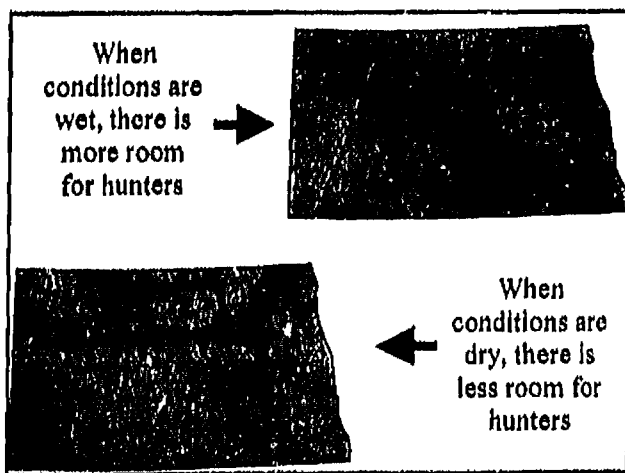 When
conditions are
wet, there is
more room
for hunters
When
conditions are
dry, there is
less room for
hunters